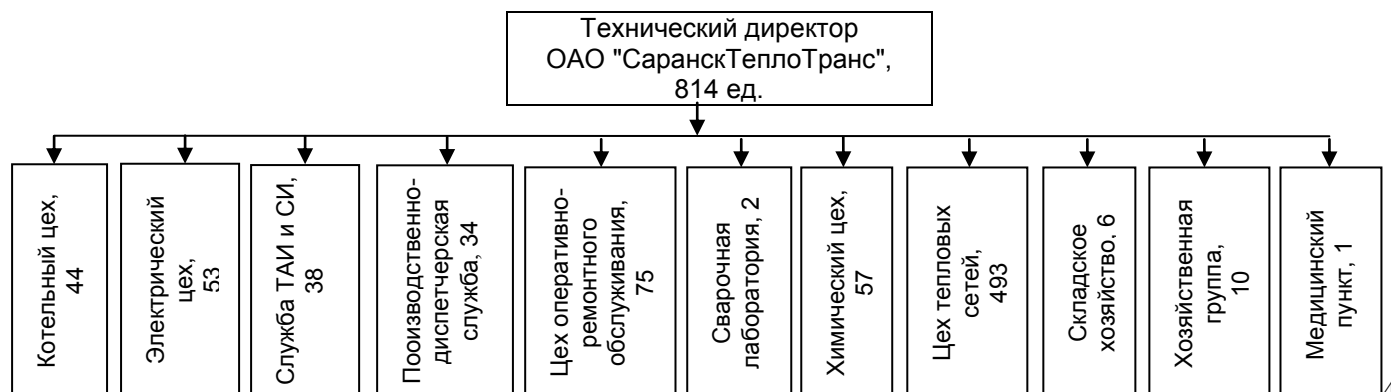 Технический директор
ОАО "СаранскТеплоТранс",
814 ед.
Котельный цех,
44
Электрический
цех,
53
Служба ТАИ и СИ,
38
Производственно-
диспетчерская
служба, 34
Цех оперативно-
ремонтного
обслуживания,
75
Сварочная
лаборатория, 2
Химический цех,
57
Цех тепловых
сетей,
493
Складское
хозяйство, 6
Хозяйственная
группа,
10
Медицинский
пункт, 1